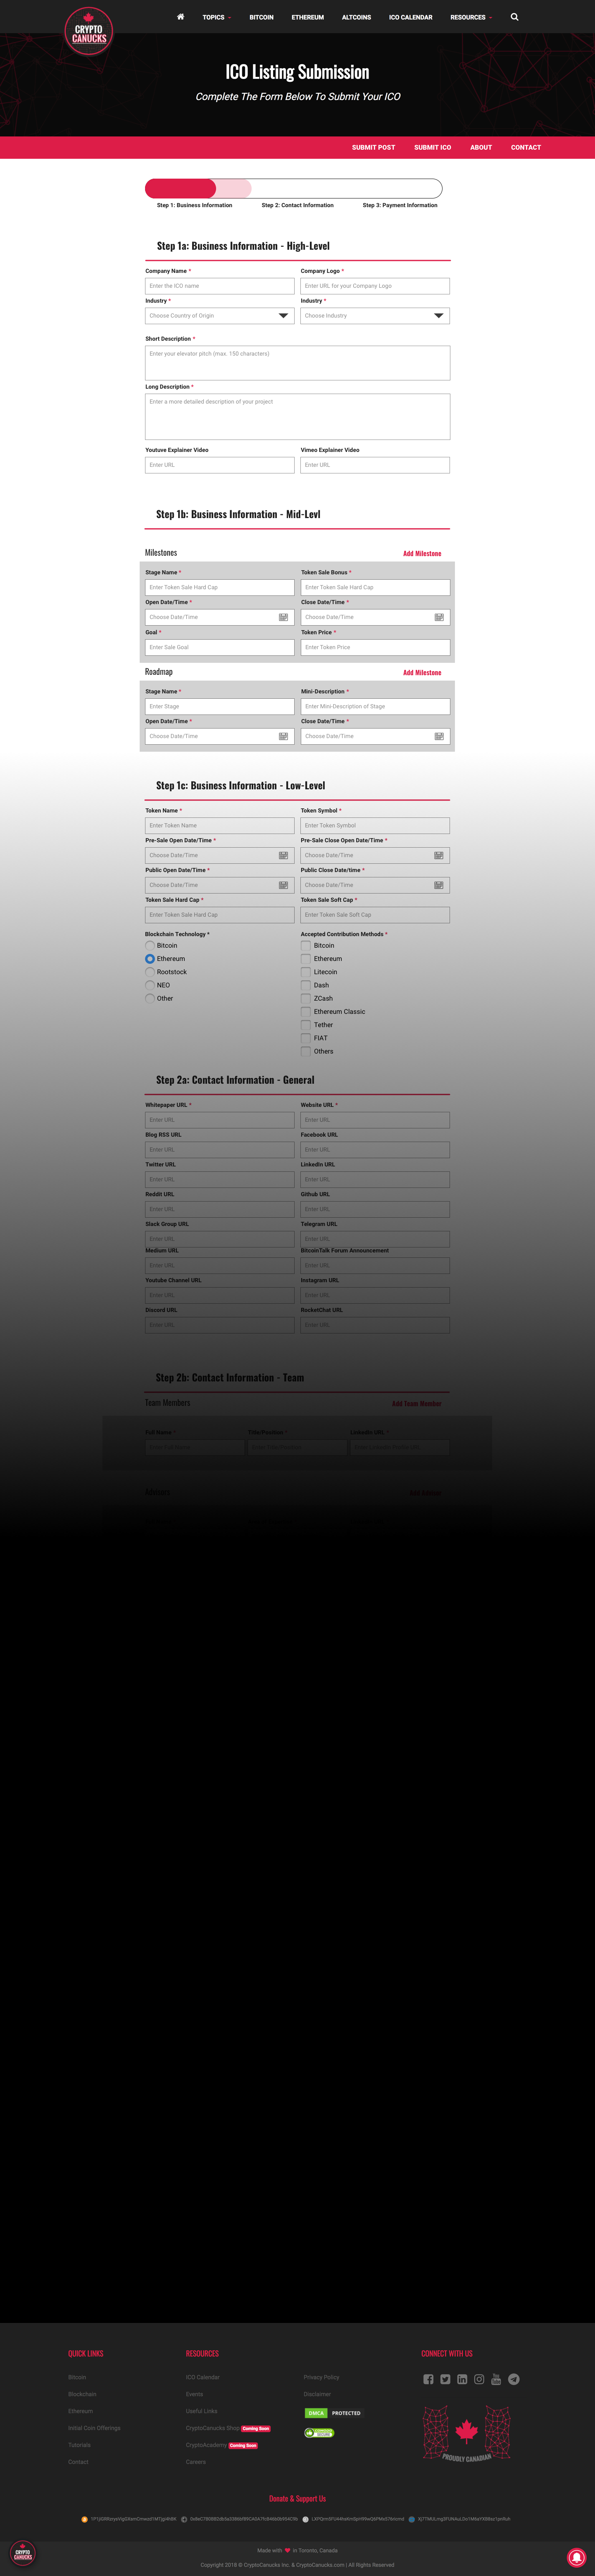 CRYPTO
CANUCKS
TOPICS
BITCOIN
ETHEREUM
ALTCOINS
ICO CALENDAR
RESOURCES
ICO Listing Submission
Complete The Form Below To Submit Your ICO
SUBMIT POST
SUBMIT ICO
ABOUT
CONTACT
Step 1: Business Information
Step 2: Contact Information
Step 3: Payment Information
Step 1a: Business Information - High-Level
Company Name *
Company Logo *
Enter the ICO name
Enter URL for your Company Logo
Industry *
Industry *
Choose Country of Origin
Choose Industry
Short Description *
Enter your elevator pitch (max. 150 characters)
Long Description *
Enter a more detailed description of your project
Youtuve Explainer Video
Vimeo Explainer Video
Enter URL
Enter URL
Step 1b: Business Information - Mid-Levl
Milestones
Add Milestone
Stage Name *
Token Sale Bonus *
Enter Token Sale Hard Cap
Enter Token Sale Hard Cap
Open Date/Time *
Close Date/Time *
Choose Date/Time
Choose Date/Time
Goal *
Token Price *
Enter Sale Goal
Enter Token Price
Roadmap
Add Milestone
Stage Name *
Mini-Description *
Enter Stage
Enter Mini-Description of Stage
Open Date/Time *
Close Date/Time *
Choose Date/Time
Choose Date/Time
Step 1c: Business Information - Low-Level
Token Name *
Token Symbol *
Enter Token Name
Enter Token Symbol
Pre-Sale Open Date/Time *
Pre-Sale Close Open Date/Time *
Choose Date/Time
Choose Date/Time
Public Open Date/Time *
Public Close Date/time *
Choose Date/Time
Choose Date/Time
Token Sale Hard Cap *
Token Sale Soft Cap *
Enter Token Sale Hard Cap
Enter Token Sale Soft Cap
Blockchain Technology *
Accepted Contribution Methods *
Bitcoin
Bitcoin
Ethereum
Ethereum
Rootstock
Litecoin
NEO
Dash
Other
ZCash
Ethereum Classic
Tether
FIAT
Others
Step 2a: Contact Information - General
Whitepaper URL *
Website URL *
Enter URL
Enter URL
Blog RSS URL
Facebook URL
Enter URL
Enter URL
Twitter URL
LinkedIn URL
Enter URL
Enter URL
Reddit URL
Github URL
Enter URL
Enter URL
Slack Group URL
Telegram URL
Enter URL
Enter URL
Medium URL
BitcoinTalk Forum Announcement
Enter URL
Enter URL
Youtube Channel URL
Instagram URL
Enter URL
Enter URL
Discord URL
RocketChat URL
Enter URL
Enter URL
Step 2b: Contact Information - Team
Team Members
Add Team Member
Full Name
Title/Position
LinkedIn URL
Advisors
QUICK LINKS
RESOURCES
CONNECT WITH US
Bitcoin
ICO Calendar
Privacy Policy
Blockchain
Events
Disclaimer
Ethereum
Useful Links
DMCA PROTECTED
Initial Coin Offerings
CryptoCanucks Shop Coming Soon
Tutorials
CryptoAcademy Coming Soon
PROUDLY CANADIAN
Contact
Careers
Donate & Support Us
Made with in Toronto, Canada
CRYPTO
CANUCKS
Copyright 2018 © CryptoCanucks Inc. & CryptoCanucks.com | All Rights Reserved